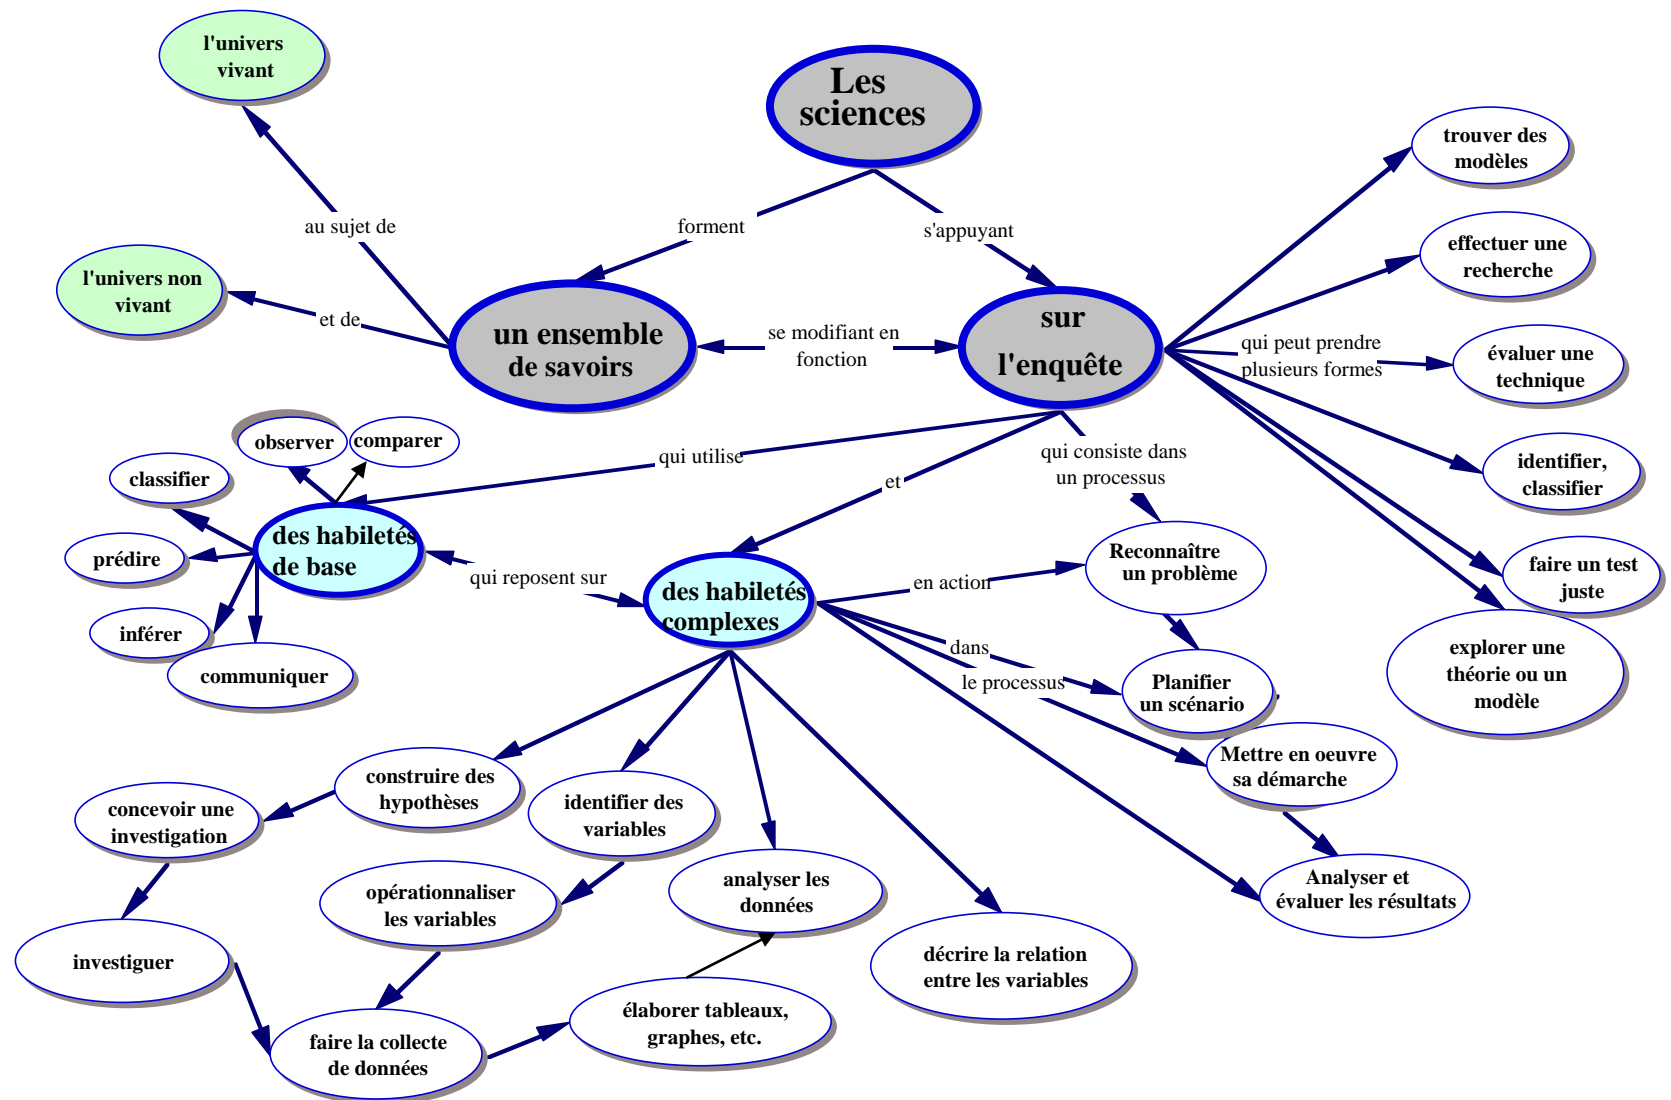 l'univers
vivant
Les
sciences
trouver des
modèles
au sujet de
forment
s'appuyant
effectuer une
recherche
l'univers non
vivant
et de
un ensemble
de savoirs
se modifiant en
fonction
sur
l'enquête
qui peut prendre
plusieurs formes
évaluer une
technique
observer
comparer
classifier
qui utilise
et
qui consiste dans
un processus
identifier,
classifier
prédire
des habiletés
de base
qui reposent sur
des habiletés
complexes
en action
Reconnaître
un problème
faire un test
juste
inférer
communiquer
dans
le processus
Planifier
un scénario
explorer une
théorie ou un
modèle
Mettre en oeuvre
sa démarche
construire des
hypothèses
identifier des
variables
concevoir une
investigation
opérationnaliser
les variables
analyser les
données
Analyser et
évaluer les résultats
investiguer
décrire la relation
entre les variables
faire la collecte
de données
élaborer tableaux,
graphes, etc.